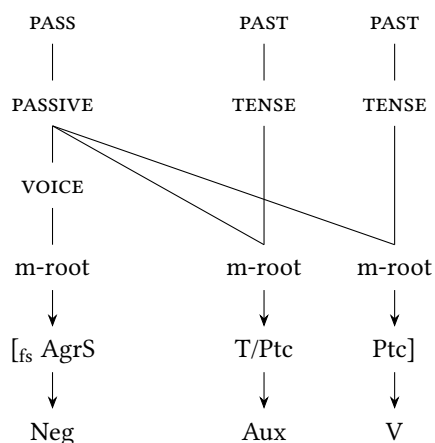 PASS PAST PAST
PASSIVE TENSE TENSE
VOICE
m-root m-root m-root
[fs AgrS T/Ptc Ptc]
Neg Aux V